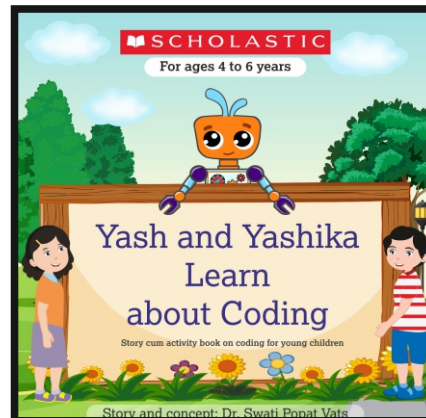 SCHOLASTIC
For ages 4 to 6 years
Yash and Yashika
Learn
about Coding
Story cum activity book on coding for young children
Story and concept: Dr. Swati Popat Vats